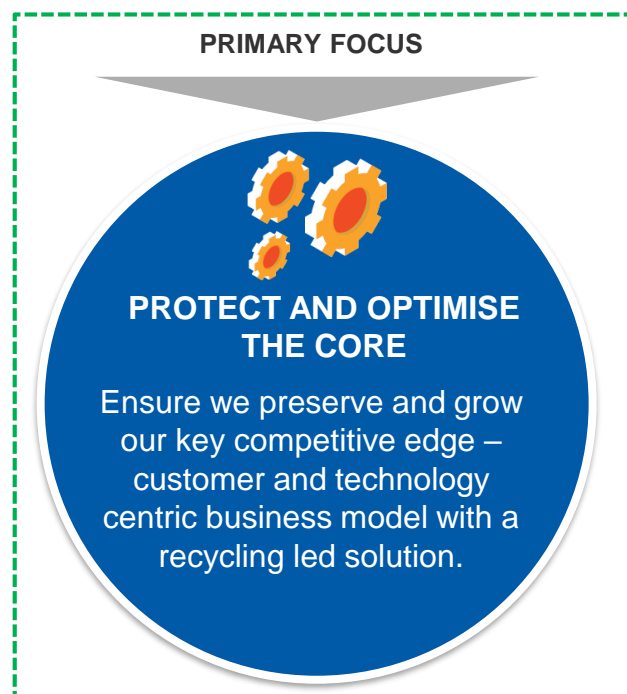 PRIMARY FOCUS
PROTECT AND OPTIMISE
THE CORE
Ensure we preserve and grow
our key competitive edge –
customer and technology
centric business model with a
recycling led solution.